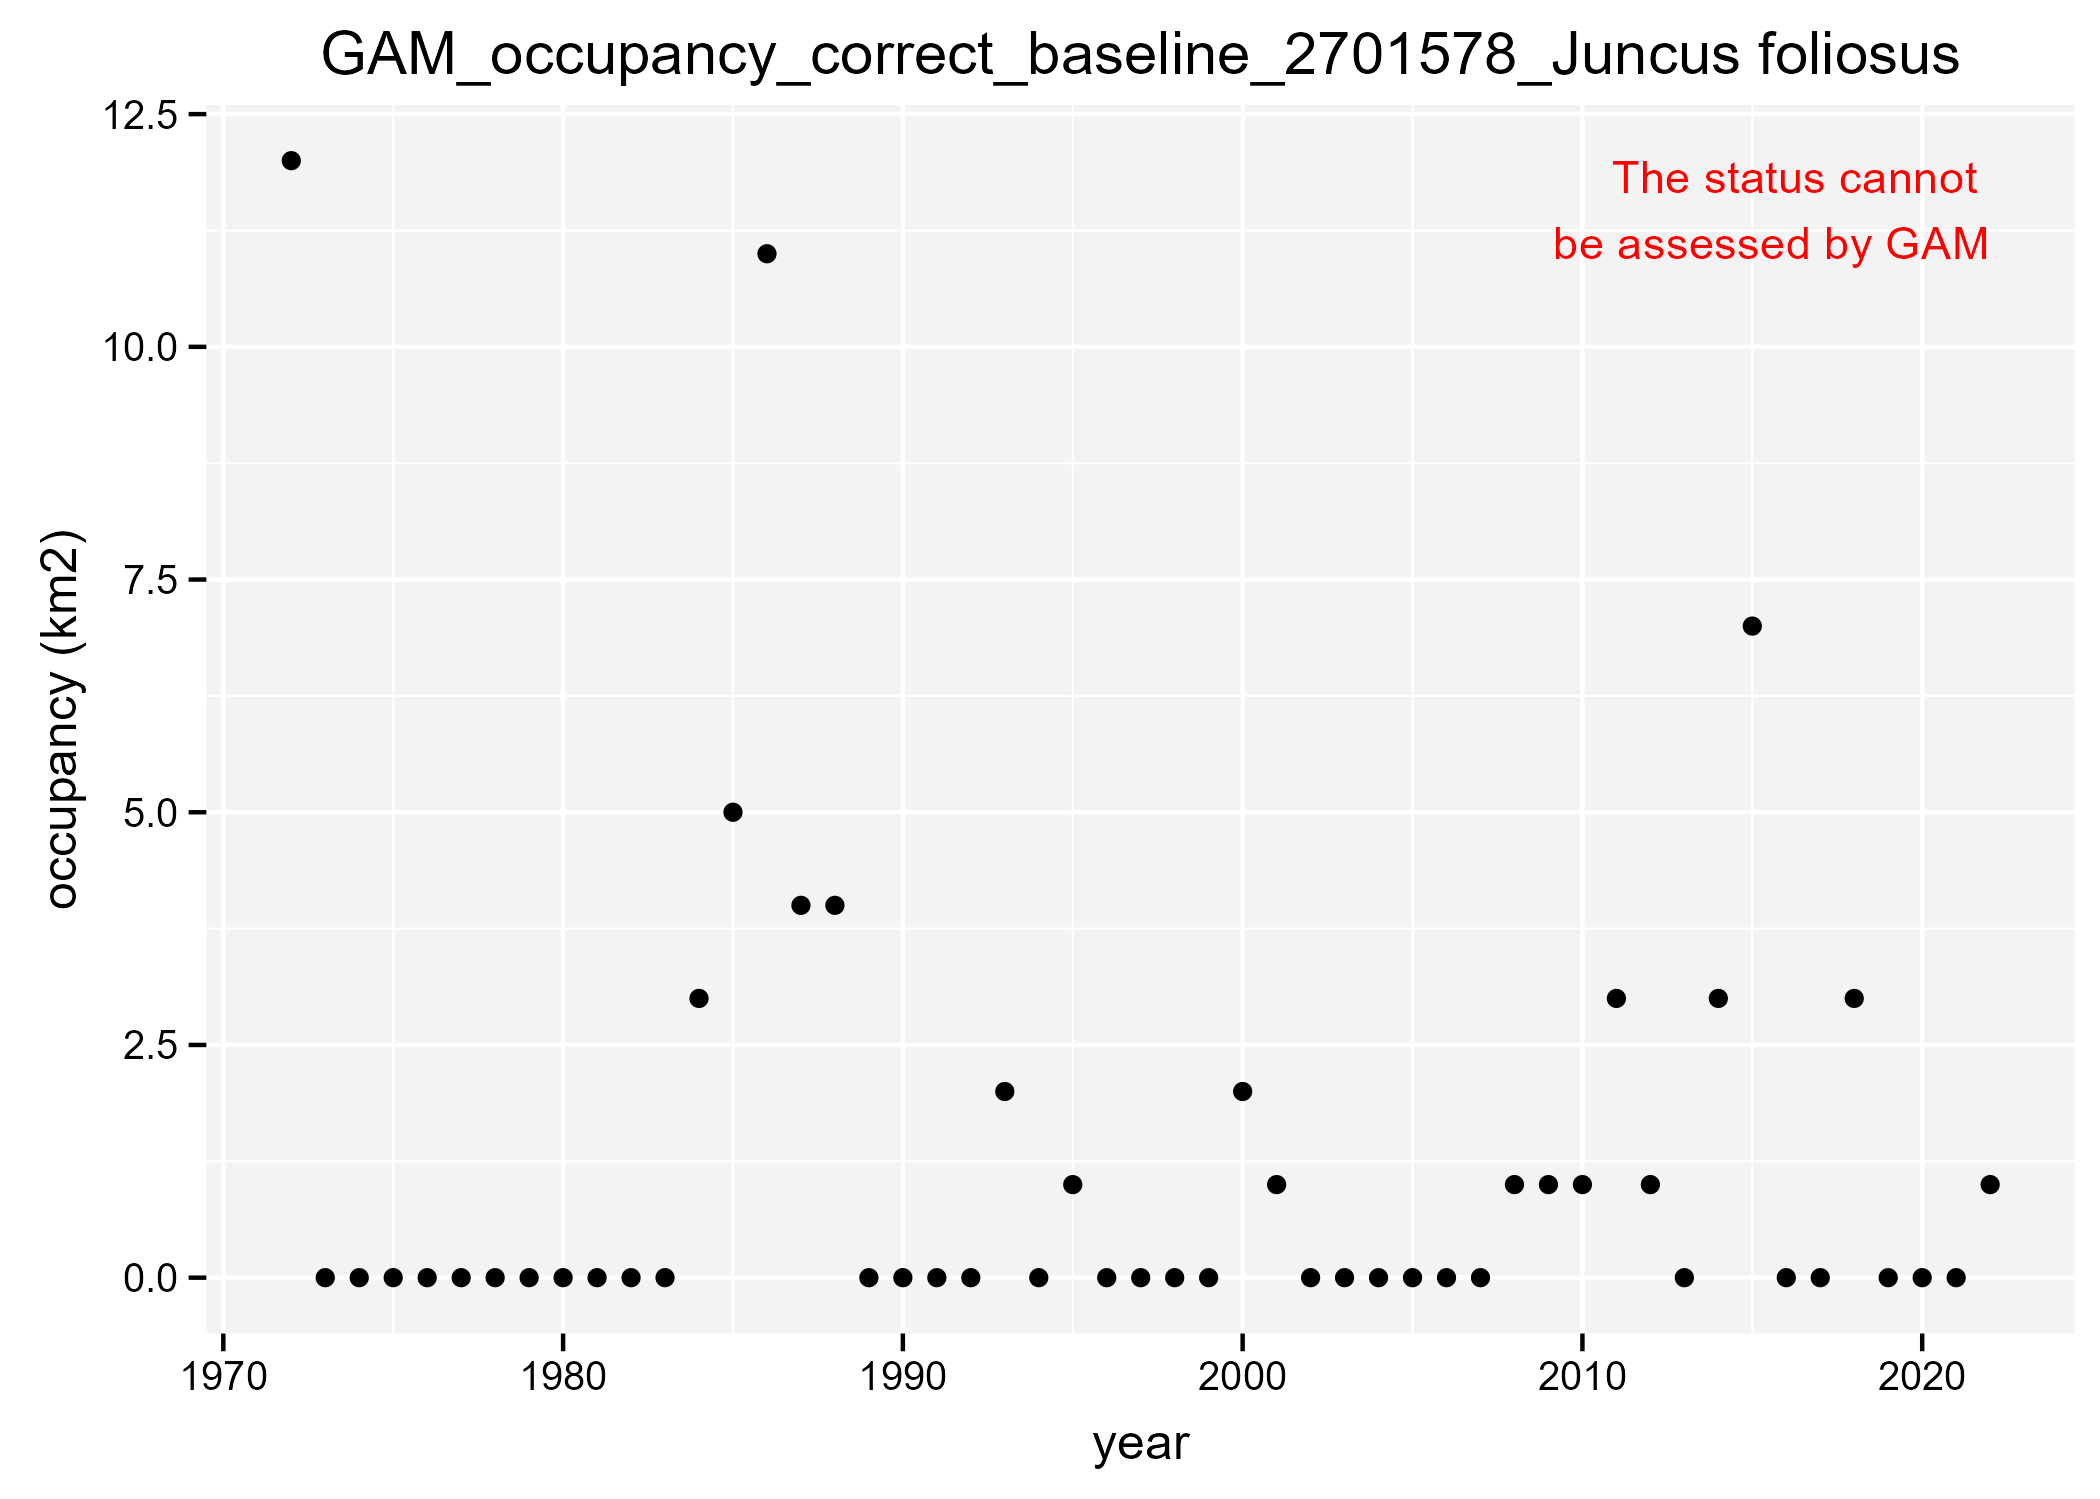 GAM_occupancy_correct_baseline_2701578_Juncus foliosus
12.5
The status cannot
be assessed by GAM
10.0
7.5
occupancy (km2)
5.0
2.5
0.0
1970 1980 1990 2000 2010 2020
year